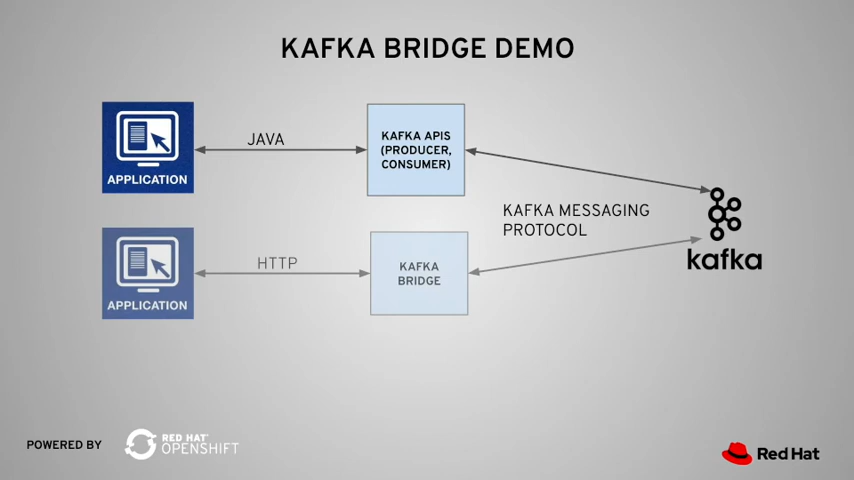 KAFKA BRIDGE DEMO
APPLICATION
JAVA
KAFKA APIS
(PRODUCER,
CONSUMER)
KAFKA MESSAGING
PROTOCOL
kafka
APPLICATION
HTTP
KAFKA
BRIDGE
POWERED BY
RED HAT
OPENSHIFT
Red Hat